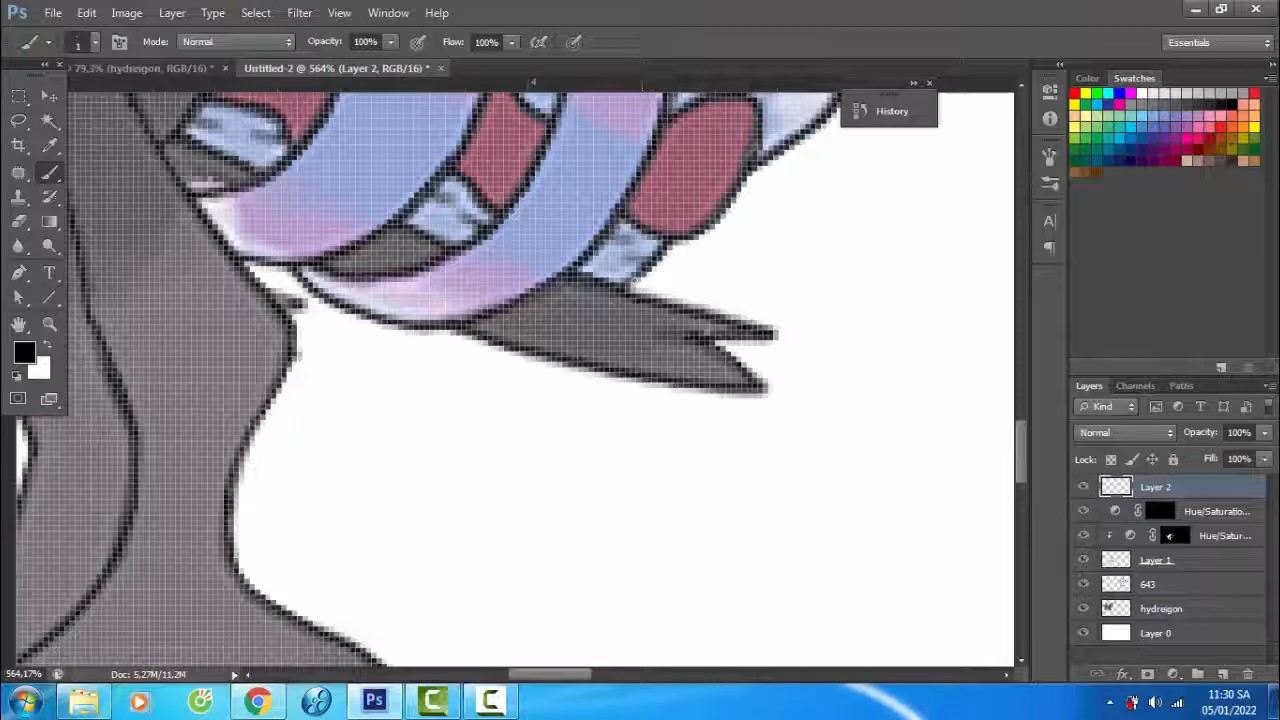 Ps File Edit Image Layer Type Select Filter View Window Help
1 Mode: Normal Opacity: 100% Flow: 100% Essentials
79,3% (hydreigon, RGB/16) * × Untitled-2 @ 564% (Layer 2, RGB/16) * ×
4
History
Color Swatches
Layers Channels Paths
Kind
Normal Opacity: 100%
Lock: Fill: 100%
Layer 2
Hue/Saturatio...
Hue/Satur...
Layer 1
643
hydreigon
Layer 0
564,17% Doc: 5,27M/11,2M
Ps
11:30 SA
05/01/2022